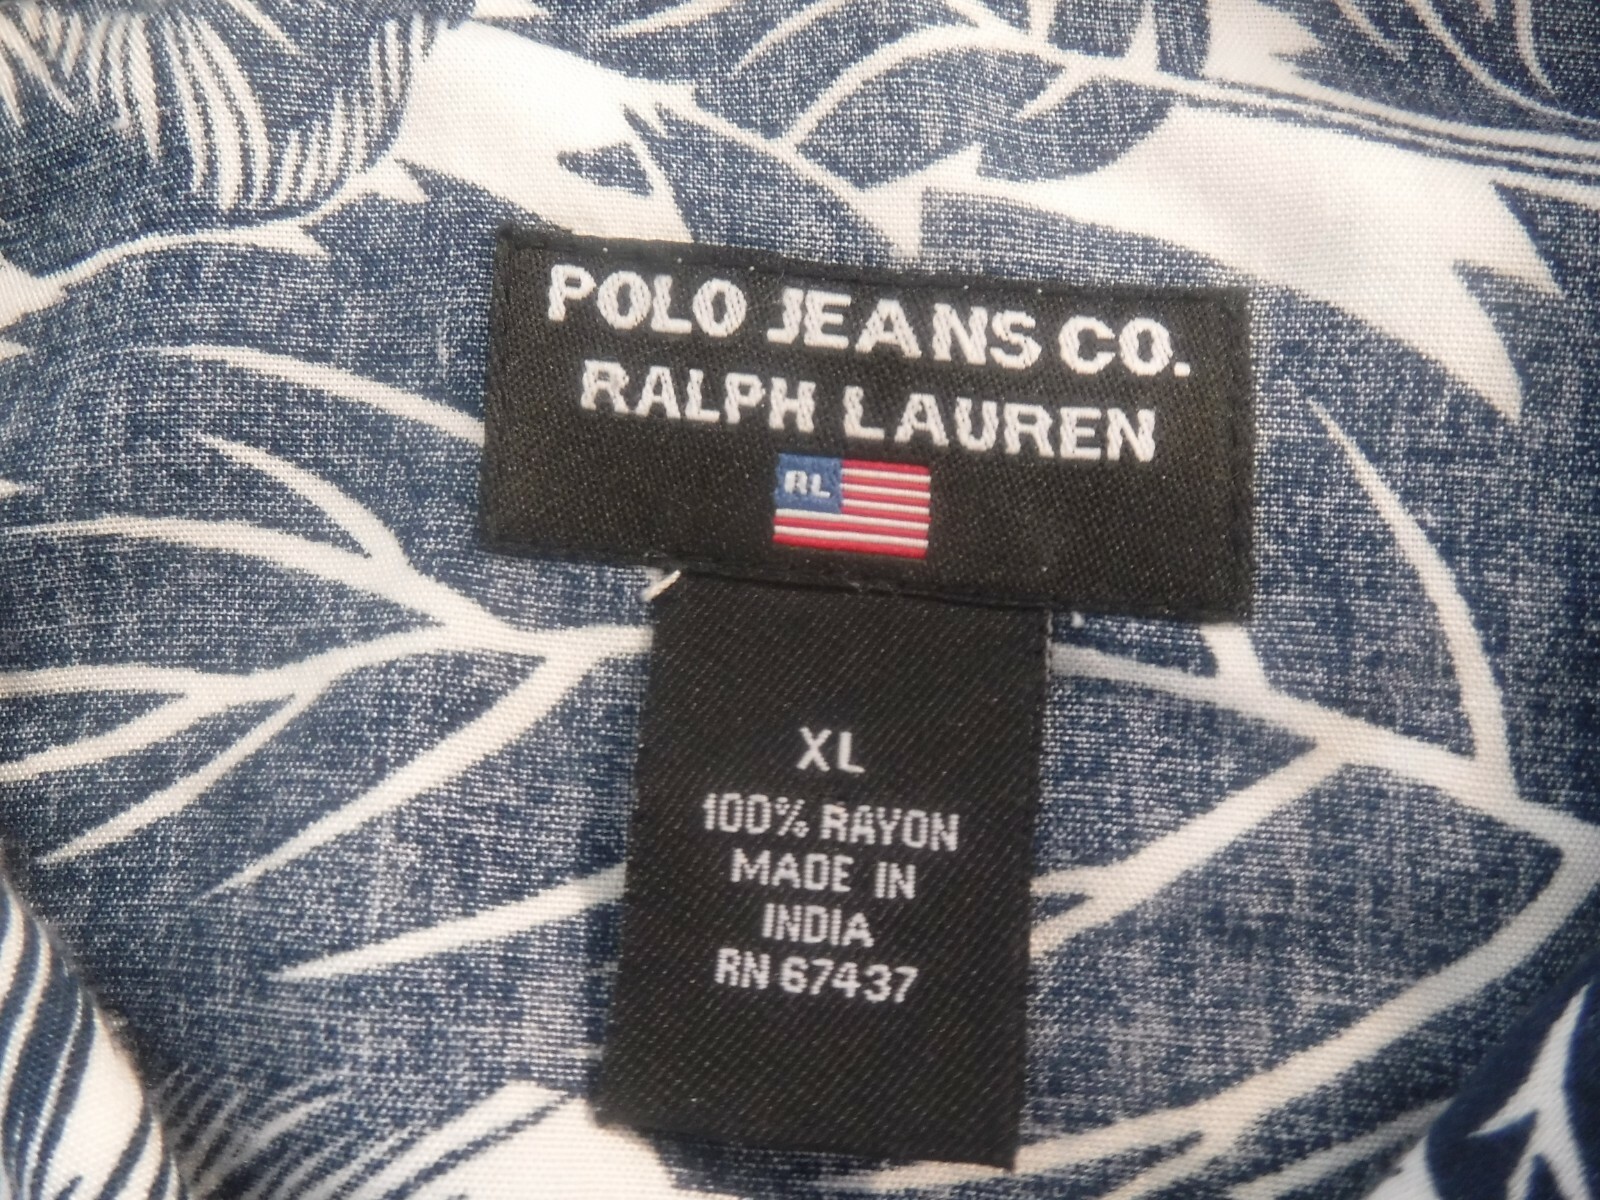 POLO JEANS CO.
RALPH LAUREN
RL
XL
100% RAYON
MADE IN
INDIA
RN 67437